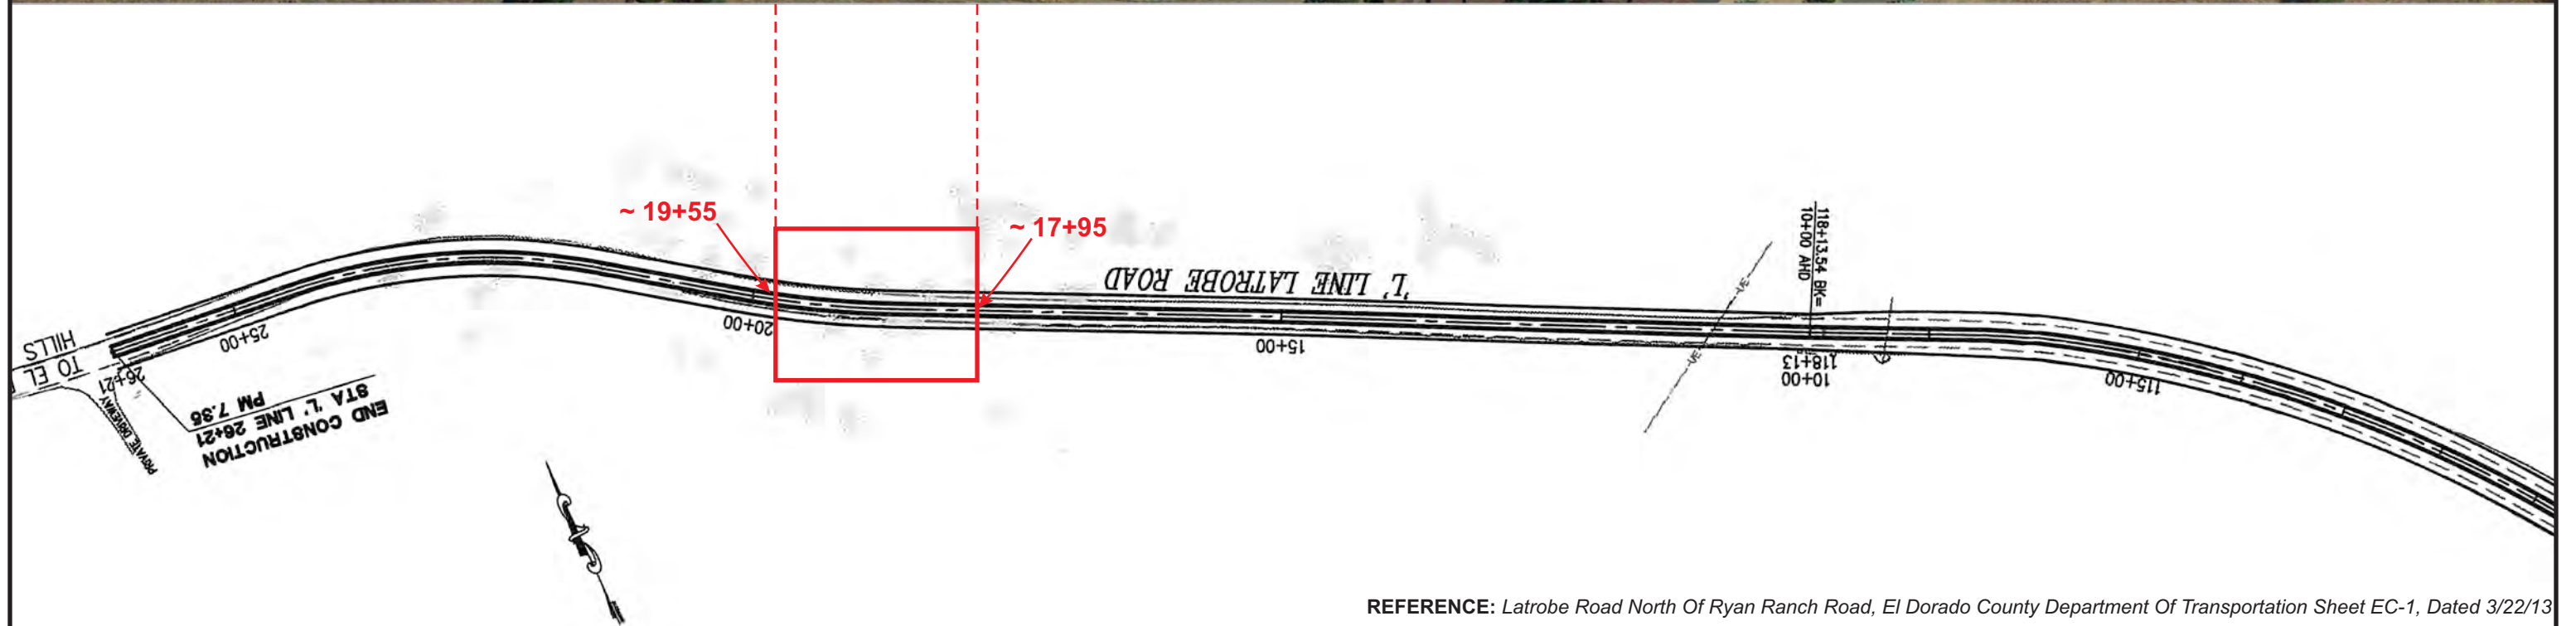 ~ 19+55
~ 17+95
118+13.54 BK=
10+00 AHD
'L' LINE LATROBE ROAD
UE
UE
20+00
15+00
118+13
10+00
115+00
25+00
26+21
TO EL
HILLS
PRIVATE DRIVEWAY
END CONSTRUCTION
STA 'L' LINE 26+21
PM 7.36
REFERENCE: Latrobe Road North Of Ryan Ranch Road, El Dorado County Department Of Transportation Sheet EC-1, Dated 3/22/13